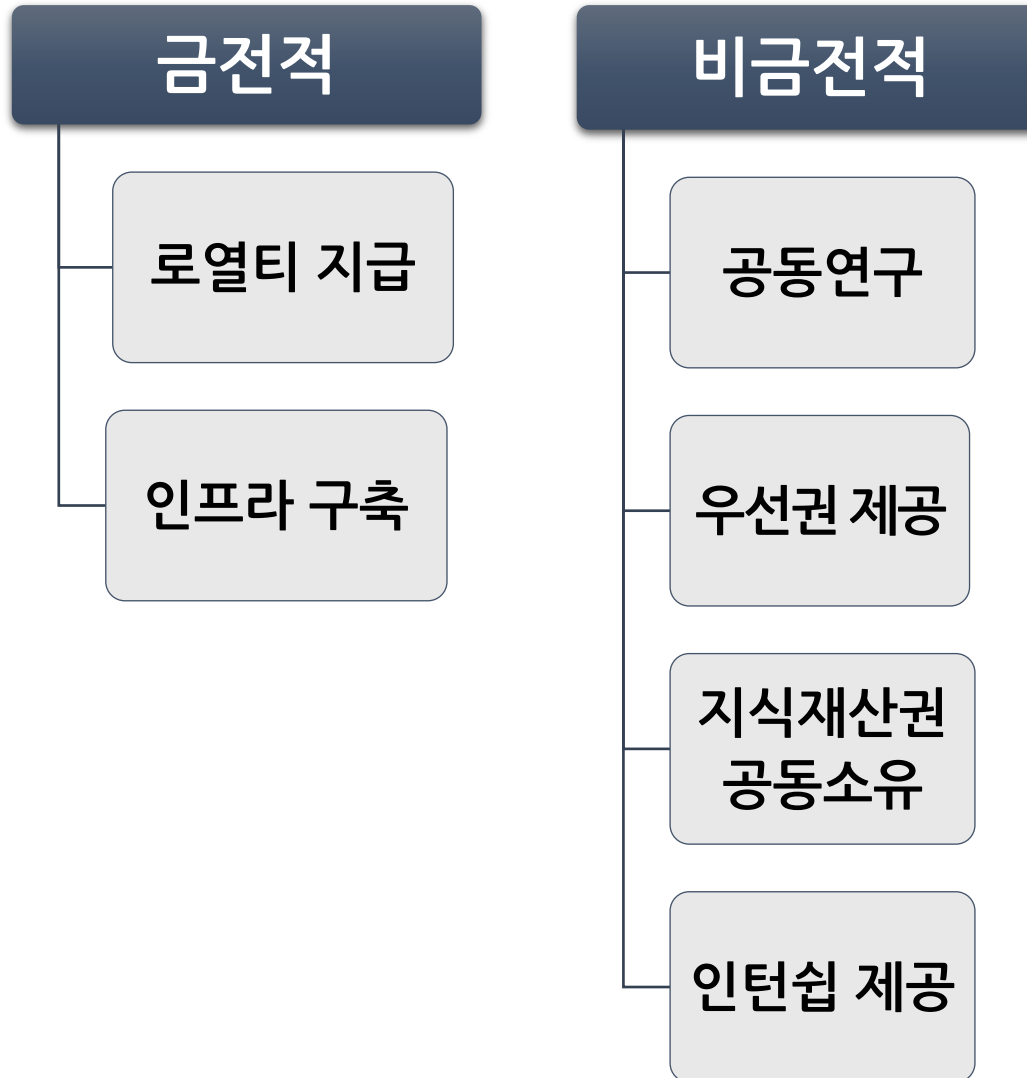 금전적
로열티 지급
인프라 구축
비금전적
공동연구
우선권 제공
지식재산권
공동소유
인턴쉽 제공